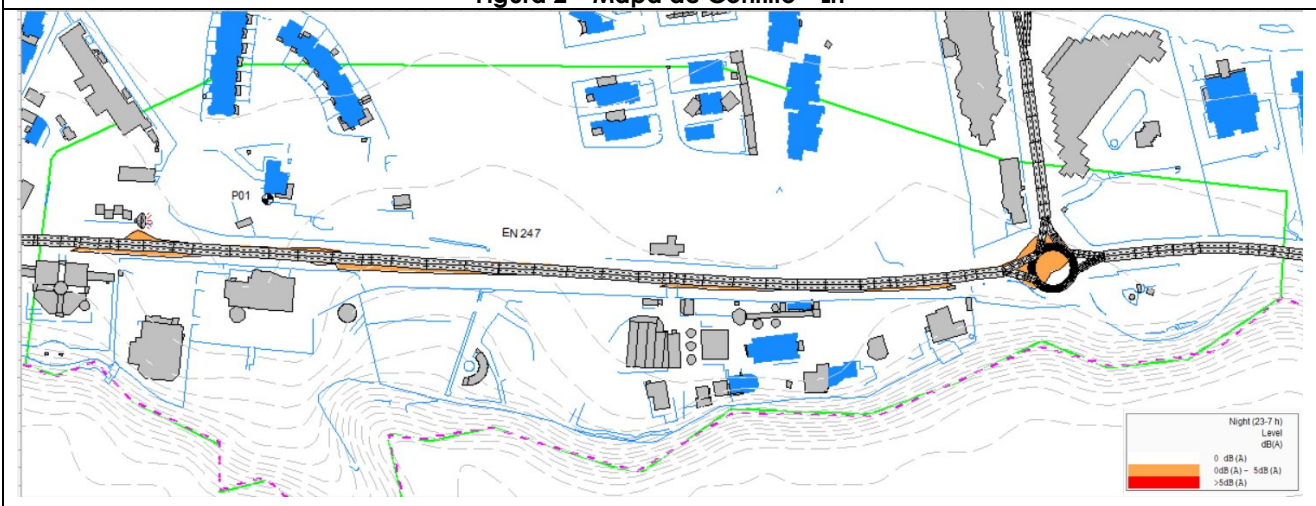 Figura 2 – Mapa de Conflito – Ln
P01
EN 247
Night (23-7 h)
Level
dB(A)
0 dB(A)
0dB(A) – 5dB(A)
>5dB(A)